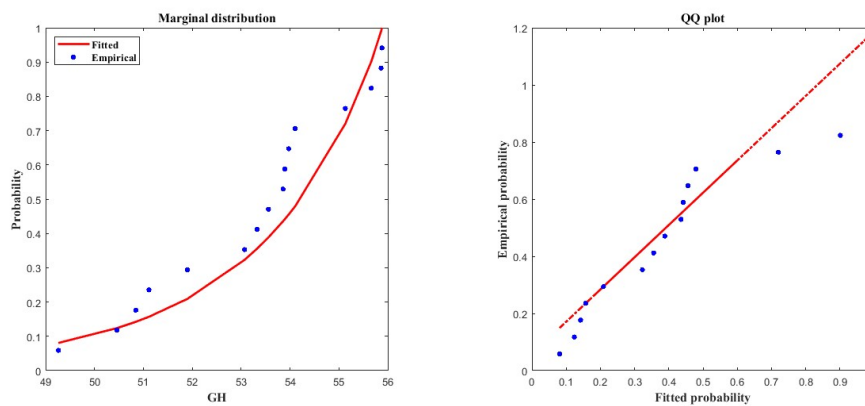 Marginal distribution
Fitted
Empirical
Probability
1
0.9
0.8
0.7
0.6
0.5
0.4
0.3
0.2
0.1
0
49 50 51 52 53 54 55 56
GH
QQ plot
Empirical probability
1.2
1
0.8
0.6
0.4
0.2
0
0 0.1 0.2 0.3 0.4 0.5 0.6 0.7 0.8 0.9
Fitted probability